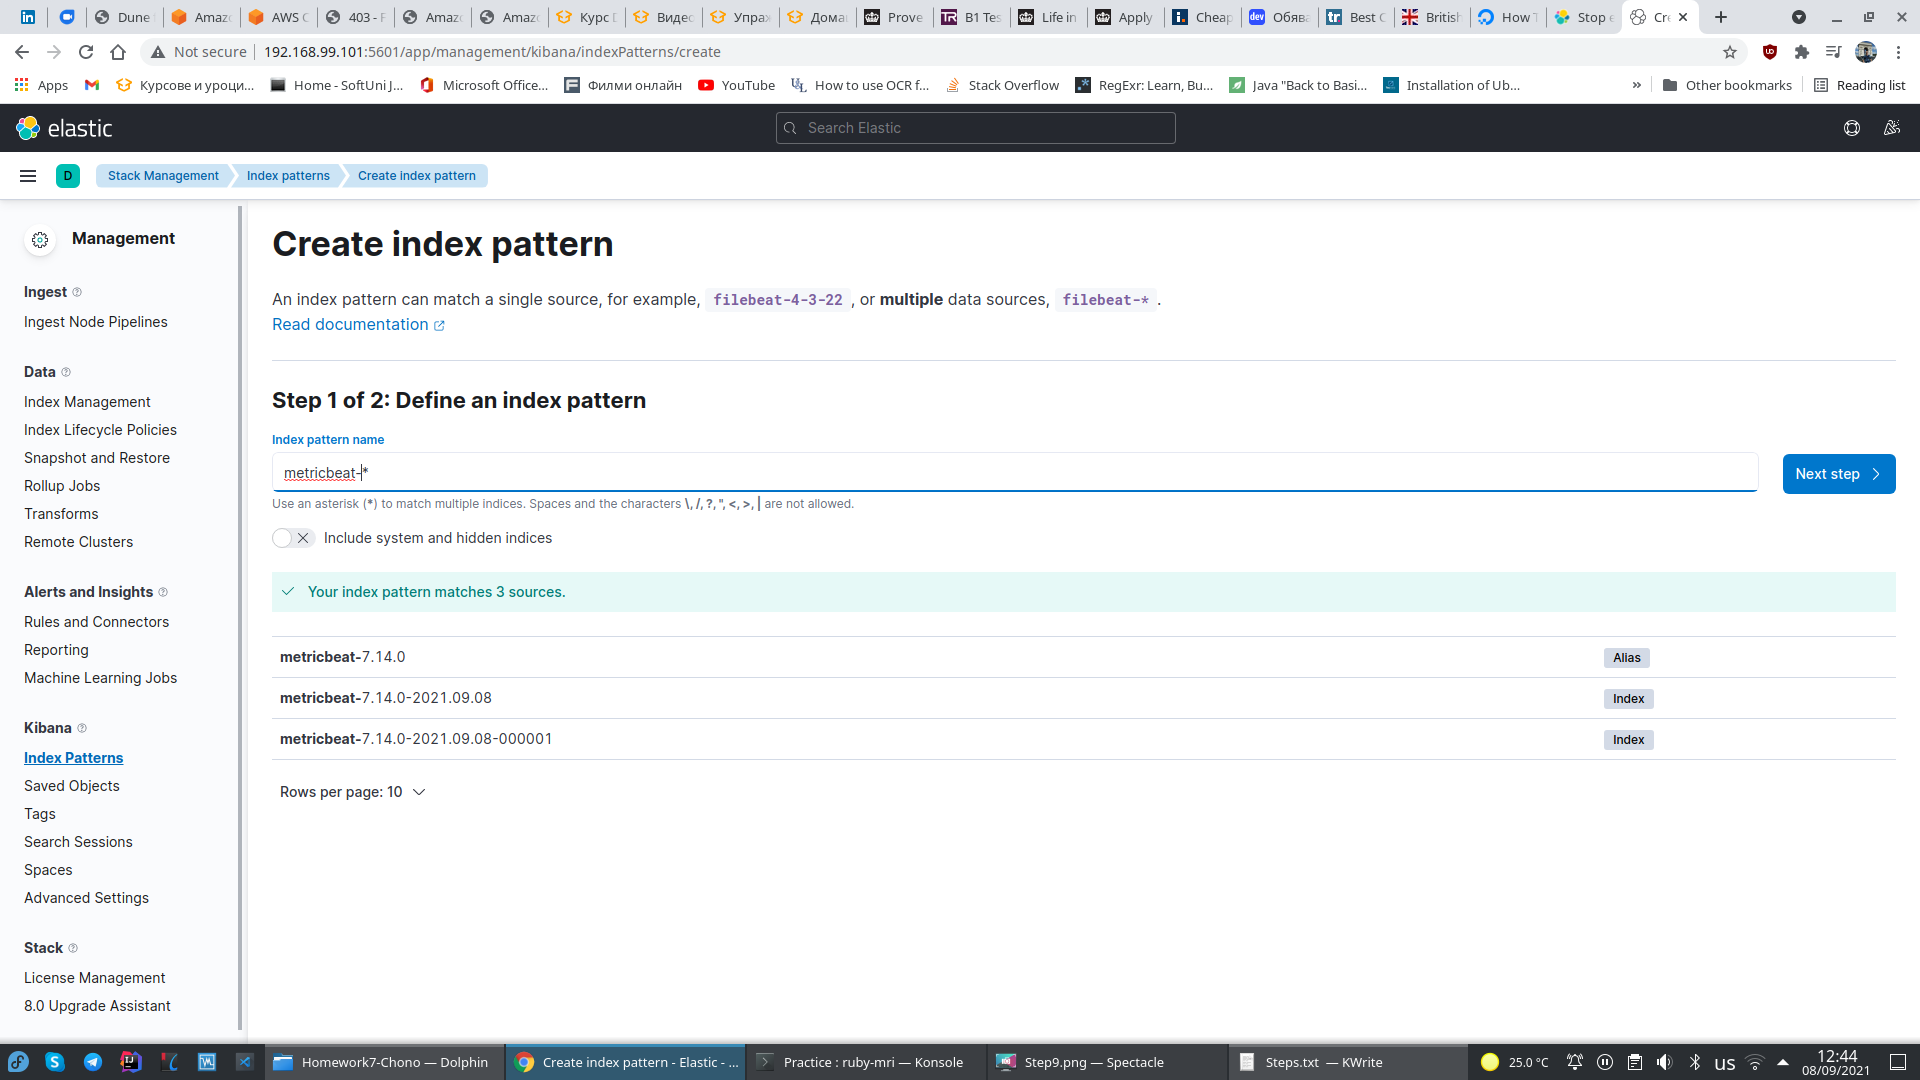 Dune
Amazo
AWS C
403 - F
Amazo
Amazo
Курс D
Видео
Упраж
Дома
Prove
B1 Tes
Life in
Apply
Cheap
Обява
Best C
British
How T
Stop e
Cre
Not secure
192.168.99.101:5601/app/management/kibana/indexPatterns/create
Apps
Курсове и уроци...
Home - SoftUni J...
Microsoft Office...
Филми онлайн
YouTube
How to use OCR f...
Stack Overflow
RegExr: Learn, Bu...
Java "Back to Basi...
Installation of Ub...
»
Other bookmarks
Reading list
elastic
Search Elastic
D
Stack Management
Index patterns
Create index pattern
Management
Ingest
Ingest Node Pipelines
Data
Index Management
Index Lifecycle Policies
Snapshot and Restore
Rollup Jobs
Transforms
Remote Clusters
Alerts and Insights
Rules and Connectors
Reporting
Machine Learning Jobs
Kibana
Index Patterns
Saved Objects
Tags
Search Sessions
Spaces
Advanced Settings
Stack
License Management
8.0 Upgrade Assistant
Create index pattern
An index pattern can match a single source, for example, filebeat-4-3-22 , or multiple data sources, filebeat-* .
Read documentation
Step 1 of 2: Define an index pattern
Index pattern name
metricbeat-*
Next step
Use an asterisk (*) to match multiple indices. Spaces and the characters \, /, ?, ", <, >, | are not allowed.
Include system and hidden indices
Your index pattern matches 3 sources.
metricbeat-7.14.0 Alias
metricbeat-7.14.0-2021.09.08 Index
metricbeat-7.14.0-2021.09.08-000001 Index
Rows per page: 10
Homework7-Chono — Dolphin
Create index pattern - Elastic - ...
Practice : ruby-mri — Konsole
Step9.png — Spectacle
Steps.txt — KWrite
25.0 °C
us
12:44
08/09/2021